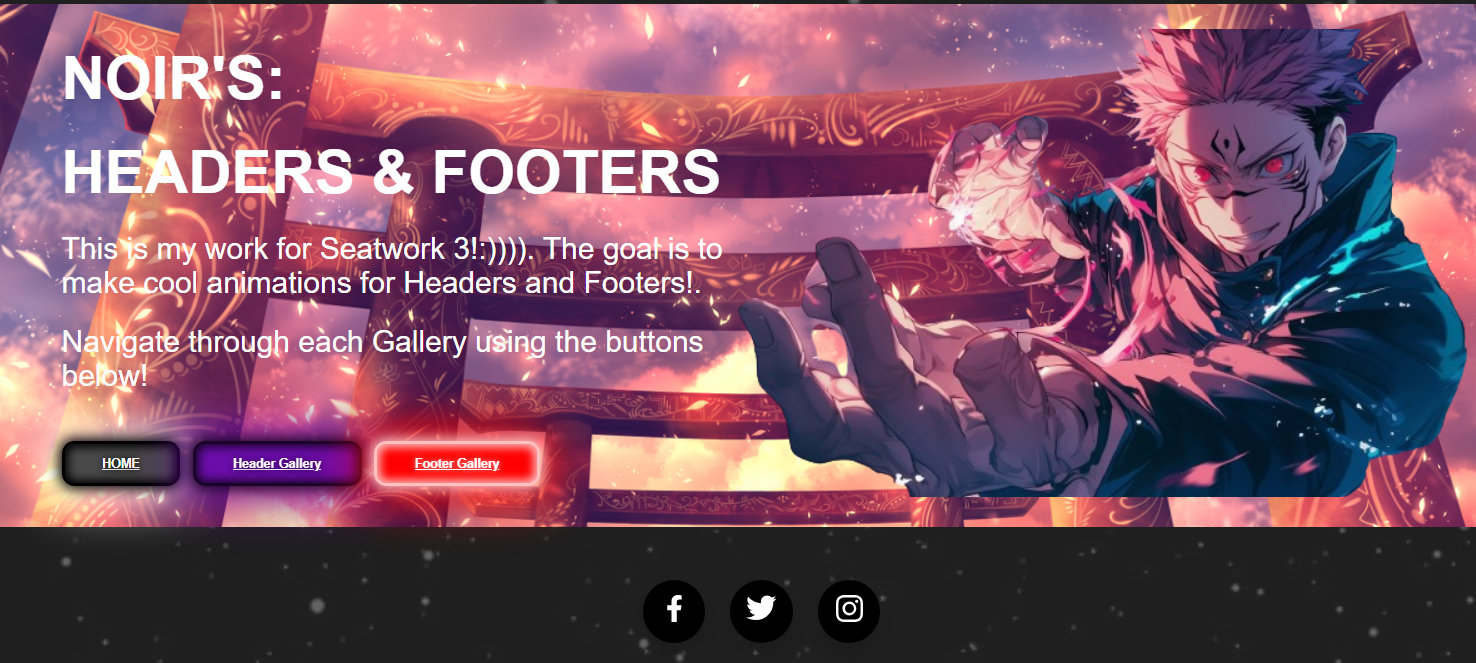 NOIR'S:
HEADERS & FOOTERS
This is my work for Seatwork 3!:)))). The goal is to
make cool animations for Headers and Footers!.
Navigate through each Gallery using the buttons
below!
HOME
Header Gallery
Footer Gallery